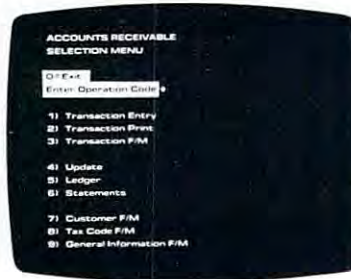 ACCOUNTS RECEIVABLE
SELECTION MENU
0=Exit
Enter Operation Code
1) Transaction Entry
2) Transaction Print
3) Transaction F/M
4) Update
5) Ledger
6) Statements
7) Customer F/M
8) Tax Code F/M
9) General Information F/M